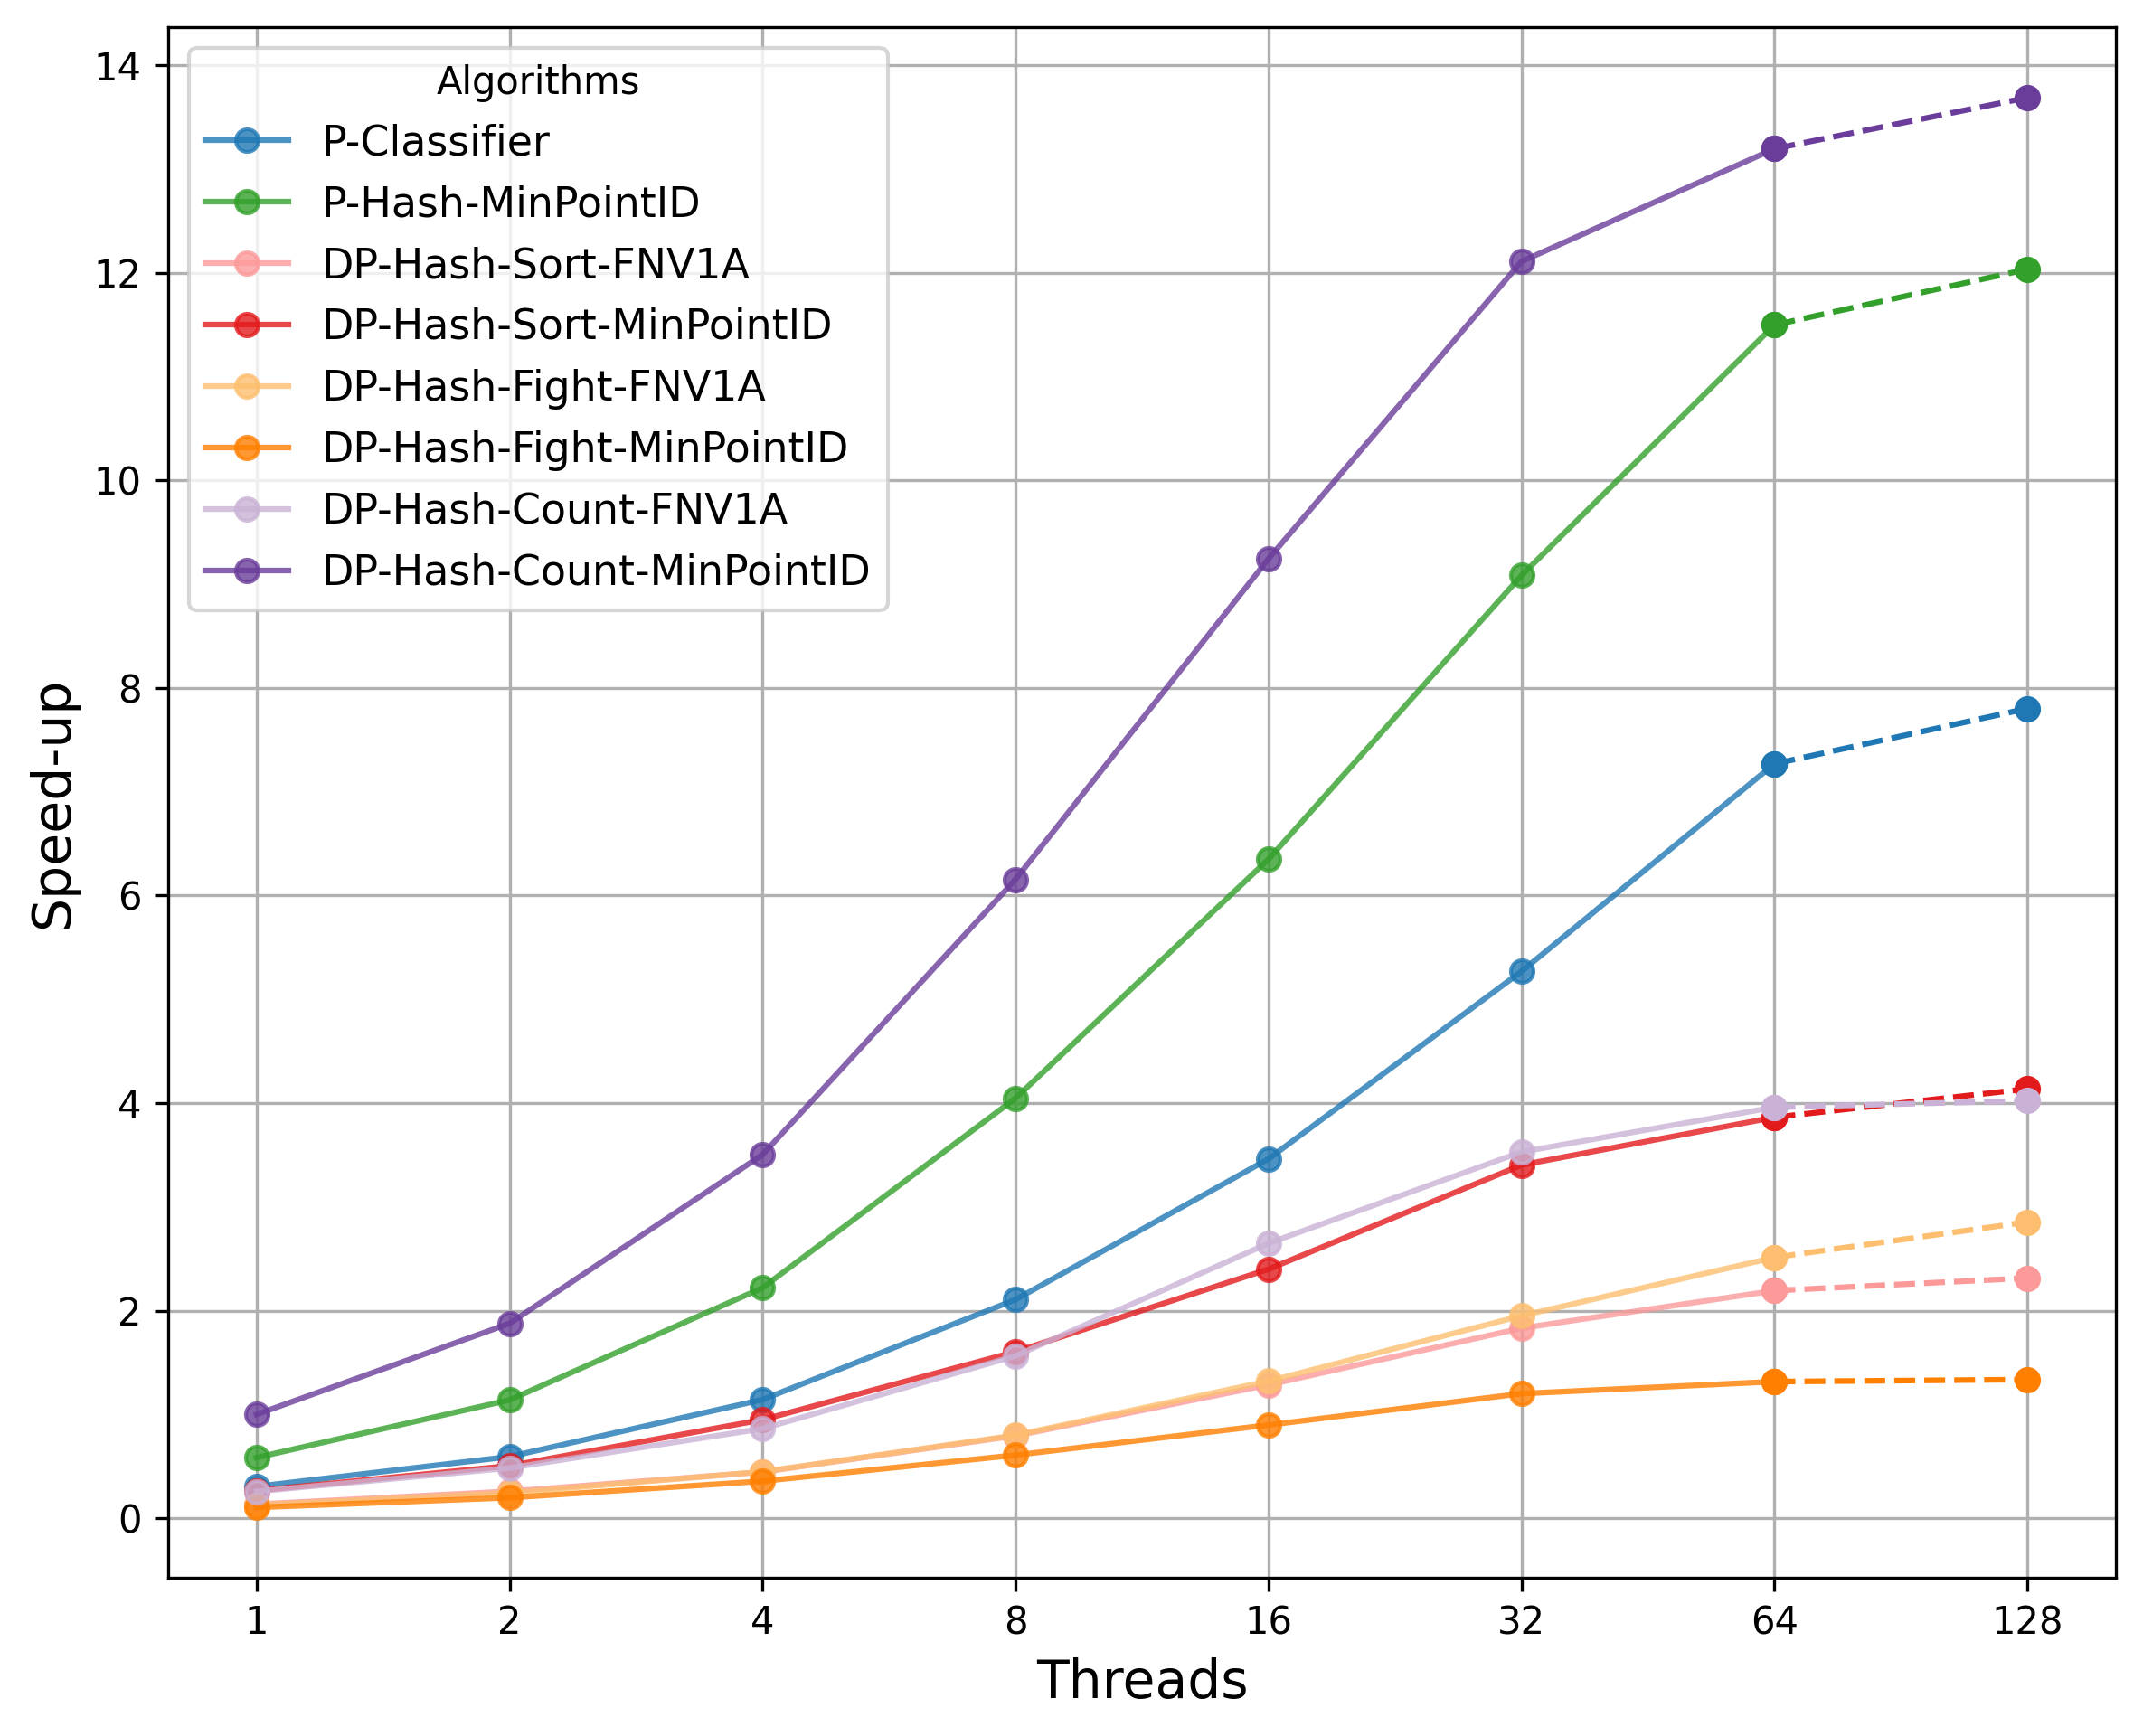 Algorithms
P-Classifier
P-Hash-MinPointID
DP-Hash-Sort-FNV1A
DP-Hash-Sort-MinPointID
DP-Hash-Fight-FNV1A
DP-Hash-Fight-MinPointID
DP-Hash-Count-FNV1A
DP-Hash-Count-MinPointID
Speed-up
14
12
10
8
6
4
2
0
1 2 4 8 16 32 64 128
Threads